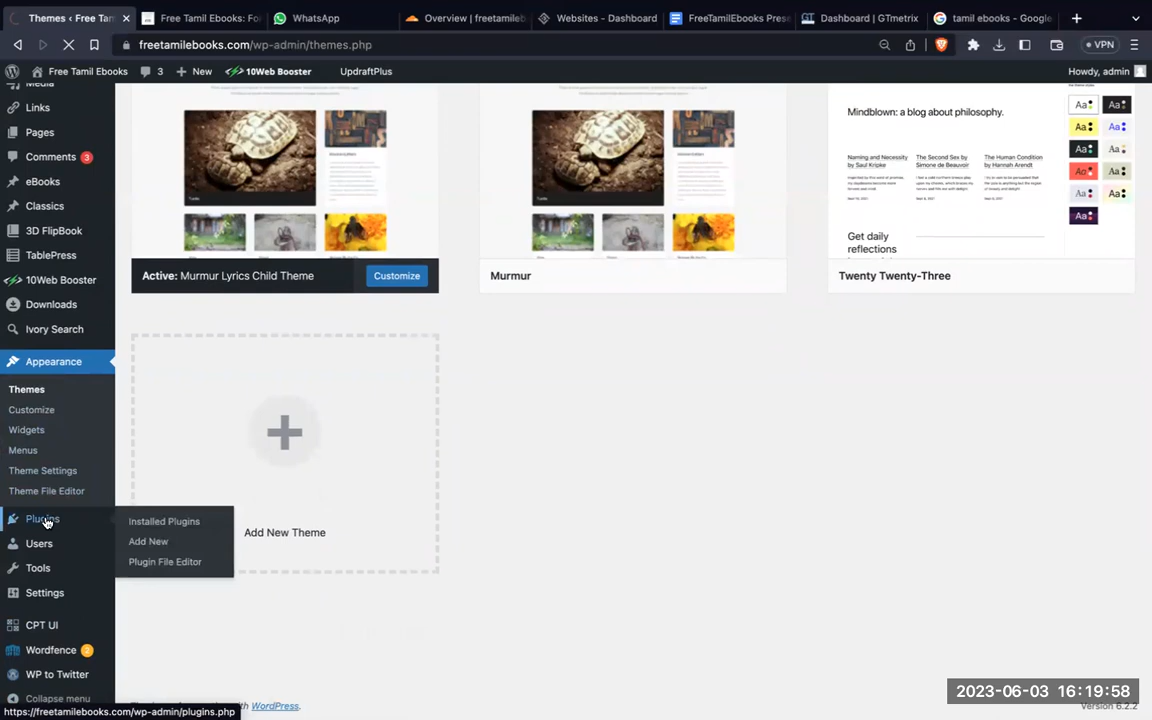 Themes ‹ Free Tam
Free Tamil Ebooks: Fo
WhatsApp
Overview | freetamileb
Websites - Dashboard
FreeTamilEbooks Pres
Dashboard | GTmetrix
tamil ebooks - Google
freetamilebooks.com/wp-admin/themes.php
VPN
Free Tamil Ebooks
3
New
10Web Booster
UpdraftPlus
Howdy, admin
Media
Links
Pages
Comments 3
eBooks
Classics
3D FlipBook
TablePress
10Web Booster
Downloads
Ivory Search
Appearance
Themes
Customize
Widgets
Menus
Theme Settings
Theme File Editor
Plugins
Users
Tools
Settings
CPT UI
Wordfence 2
WP to Twitter
Collapse menu
Installed Plugins
Add New
Plugin File Editor
Turtle
Turtle
Active: Murmur Lyrics Child Theme
Customize
Murmur
Mindblown: a blog about philosophy.
Naming and Necessity by Saul Kripke
The Second Sex by Simone de Beauvoir
The Human Condition by Hannah Arendt
Get daily
reflections
Twenty Twenty-Three
Add New Theme
with WordPress.
Version 6.2.2
https://freetamilebooks.com/wp-admin/plugins.php
2023-06-03 16:19:58